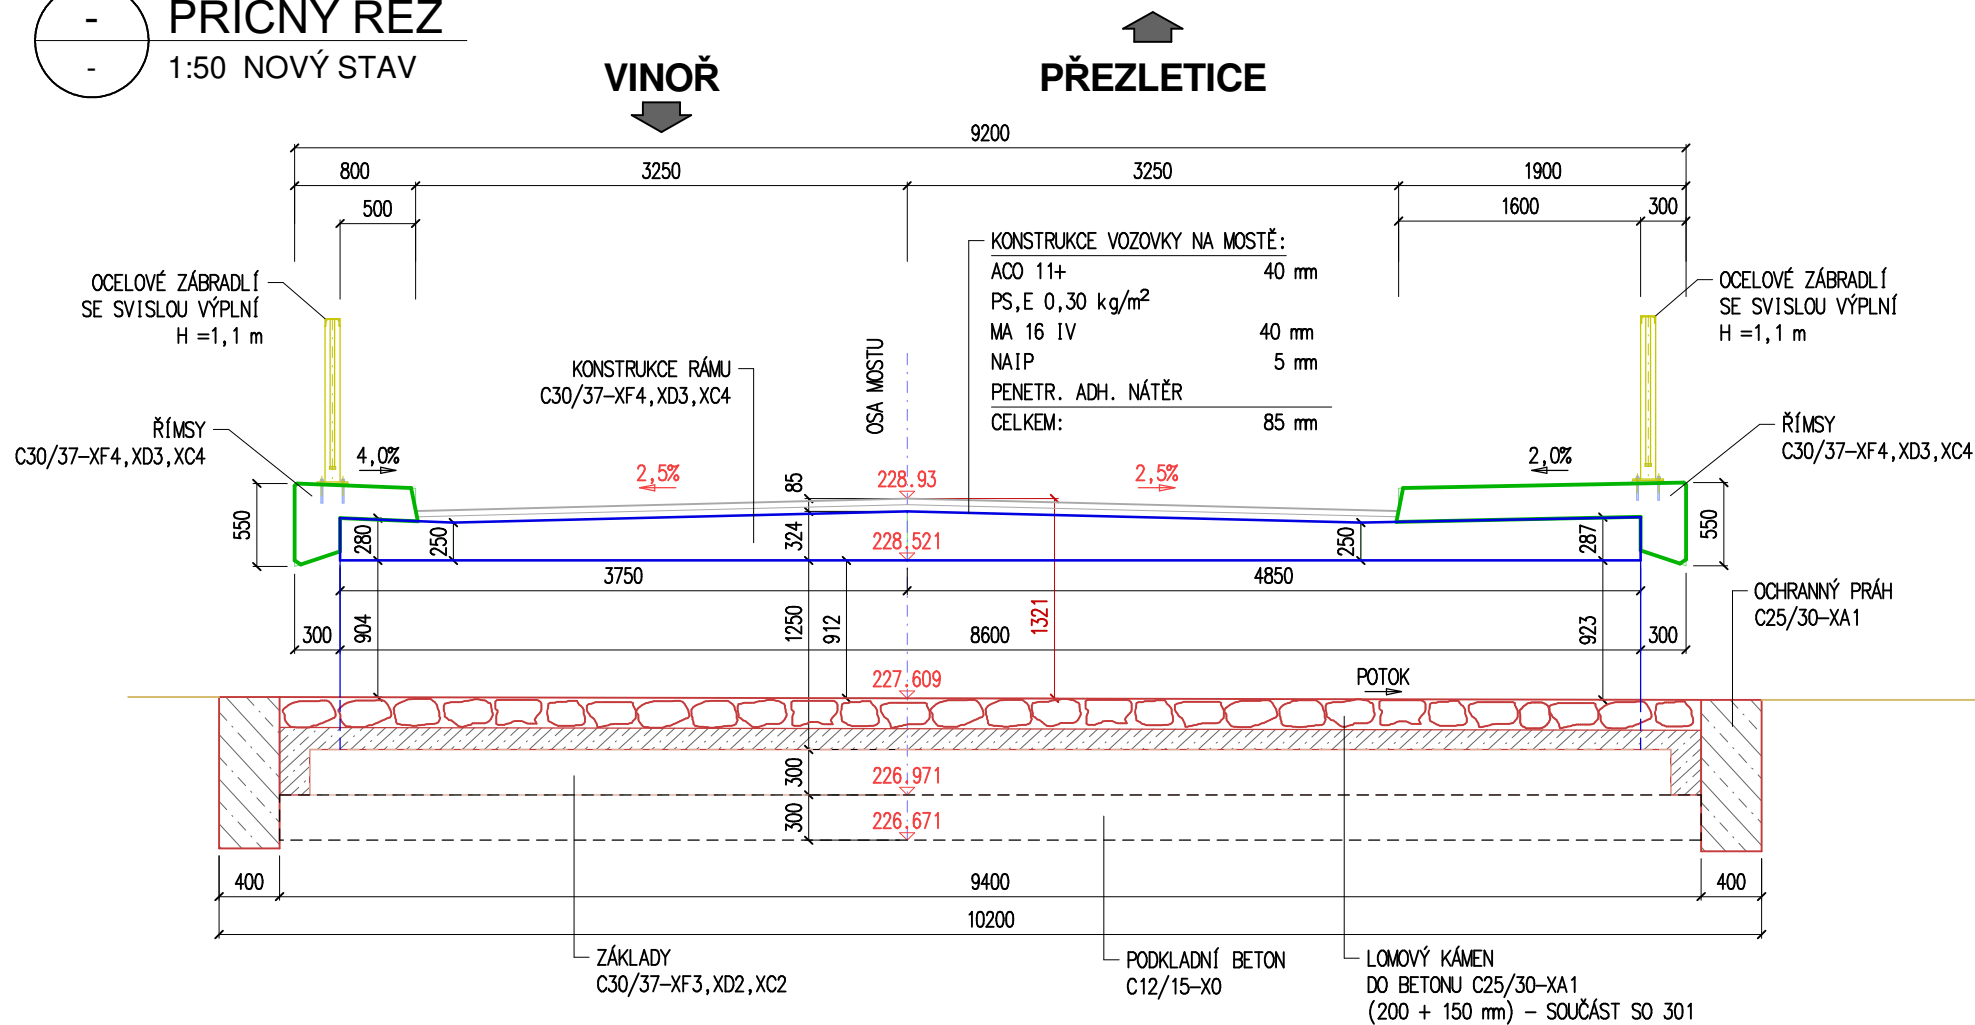 -
-
PŘÍČNÝ ŘEZ
1:50 NOVÝ STAV
VINOŘ
PŘEZLETICE
9200
800
3250
3250
1900
500
1600
300
KONSTRUKCE VOZOVKY NA MOSTĚ:
ACO 11+ 40 mm
PS,E 0,30 kg/m²
MA 16 IV 40 mm
NAIP 5 mm
PENETR. ADH. NÁTĚR
CELKEM: 85 mm
OCELOVÉ ZÁBRADLÍ
SE SVISLOU VÝPLNÍ
H =1,1 m
OCELOVÉ ZÁBRADLÍ
SE SVISLOU VÝPLNÍ
H =1,1 m
KONSTRUKCE RÁMU
C30/37-XF4,XD3,XC4
OSA MOSTU
ŘÍMSY
C30/37-XF4,XD3,XC4
ŘÍMSY
C30/37-XF4,XD3,XC4
4,0%
2,5%
2,5%
2,0%
85
228.93
550
280
250
324
228.521
250
287
550
3750
4850
OCHRANNÝ PRÁH
C25/30-XA1
300
904
1250
912
8600
1321
923
300
227.609
POTOK
300
226.971
300
226.671
400
9400
400
10200
ZÁKLADY
C30/37-XF3,XD2,XC2
PODKLADNÍ BETON
C12/15-X0
LOMOVÝ KÁMEN
DO BETONU C25/30-XA1
(200 + 150 mm) – SOUČÁST SO 301